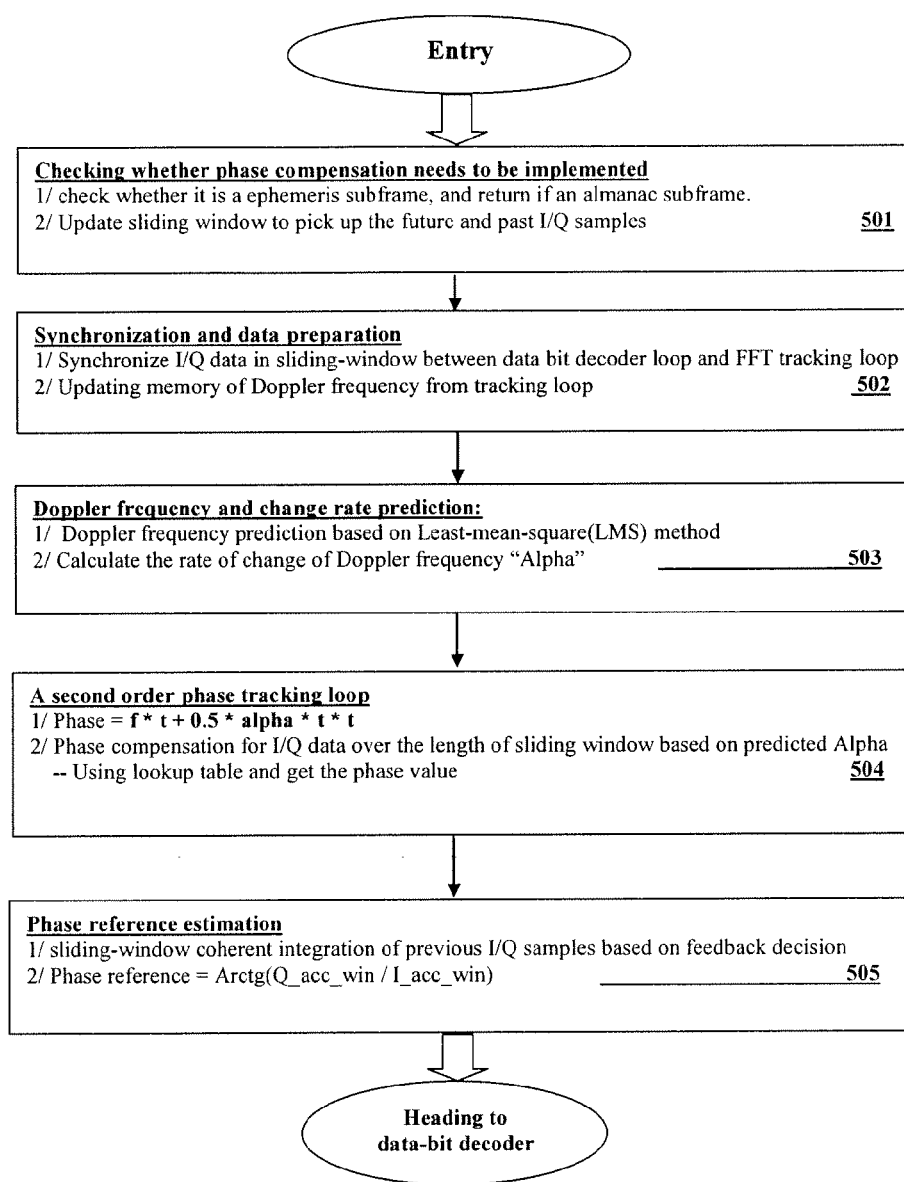 Entry
Checking whether phase compensation needs to be implemented
1/ check whether it is a ephemeris subframe, and return if an almanac subframe.
2/ Update sliding window to pick up the future and past I/Q samples 501
Synchronization and data preparation
1/ Synchronize I/Q data in sliding-window between data bit decoder loop and FFT tracking loop
2/ Updating memory of Doppler frequency from tracking loop 502
Doppler frequency and change rate prediction:
1/ Doppler frequency prediction based on Least-mean-square(LMS) method
2/ Calculate the rate of change of Doppler frequency “Alpha” 503
A second order phase tracking loop
1/ Phase = f * t + 0.5 * alpha * t * t
2/ Phase compensation for I/Q data over the length of sliding window based on predicted Alpha
-- Using lookup table and get the phase value 504
Phase reference estimation
1/ sliding-window coherent integration of previous I/Q samples based on feedback decision
2/ Phase reference = Arctg(Q_acc_win / I_acc_win) 505
Heading to
data-bit decoder